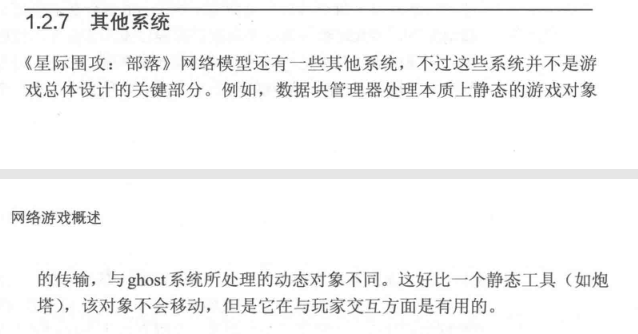 1.2.7 其他系统
《星际围攻：部落》网络模型还有一些其他系统，不过这些系统并不是游
戏总体设计的关键部分。例如，数据块管理器处理本质上静态的游戏对象
网络游戏概述
的传输，与ghost系统所处理的动态对象不同。这好比一个静态工具（如炮
塔），该对象不会移动，但是它在与玩家交互方面是有用的。